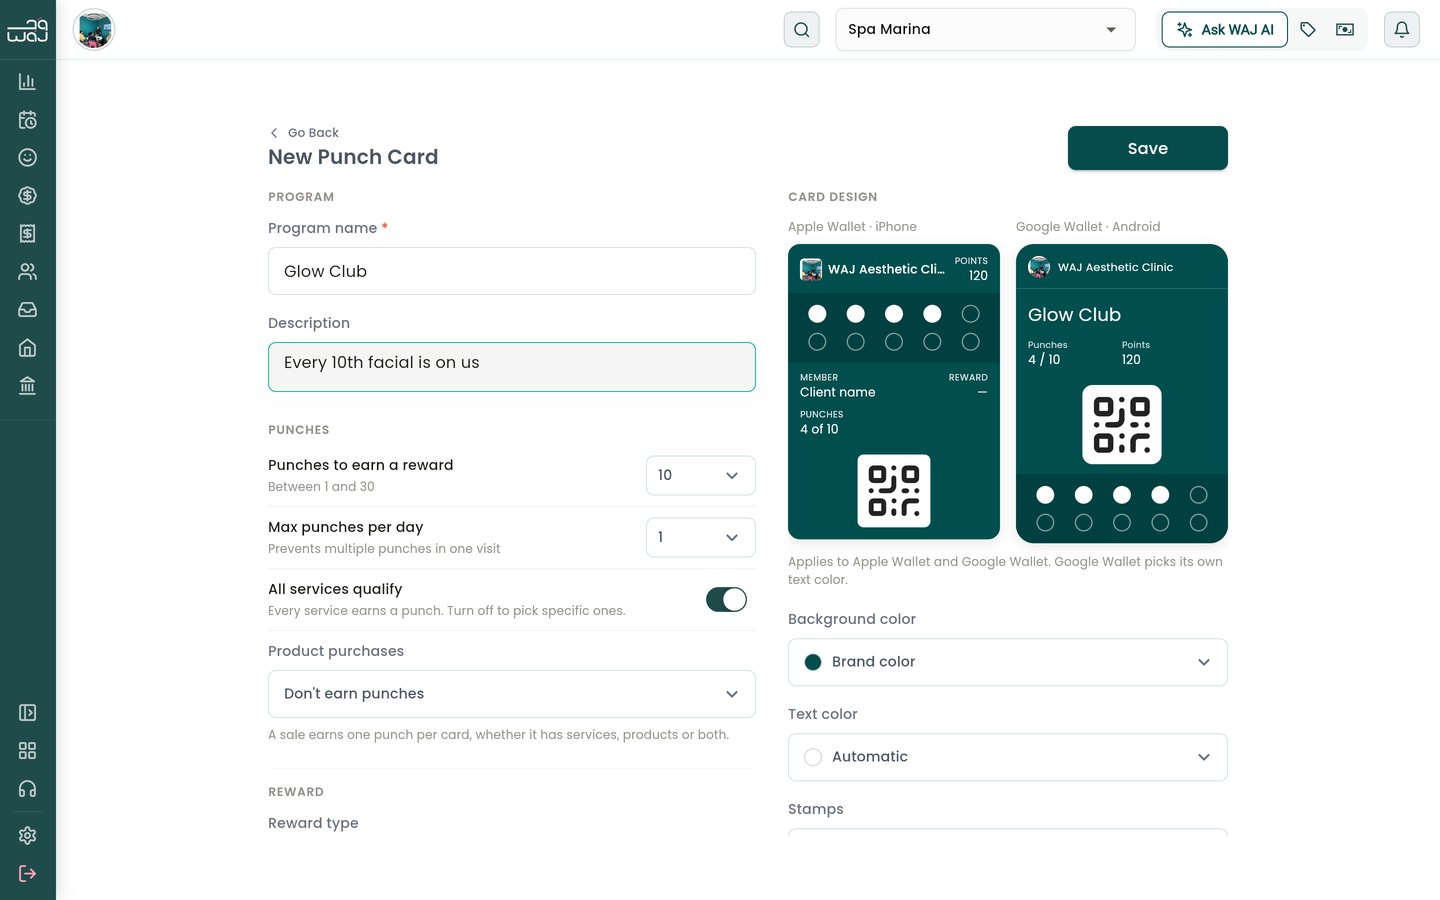 waj
Spa Marina
Ask WAJ AI
Go Back
New Punch Card
Save
PROGRAM
Program name *
Glow Club
Description
Every 10th facial is on us
PUNCHES
Punches to earn a reward
Between 1 and 30
10
Max punches per day
Prevents multiple punches in one visit
1
All services qualify
Every service earns a punch. Turn off to pick specific ones.
Product purchases
Don't earn punches
A sale earns one punch per card, whether it has services, products or both.
REWARD
Reward type
CARD DESIGN
Apple Wallet · iPhone
WAJ Aesthetic Cli...
POINTS
120
MEMBER
Client name
REWARD
—
PUNCHES
4 of 10
Google Wallet · Android
WAJ Aesthetic Clinic
Glow Club
Punches
4 / 10
Points
120
Applies to Apple Wallet and Google Wallet. Google Wallet picks its own
text color.
Background color
Brand color
Text color
Automatic
Stamps